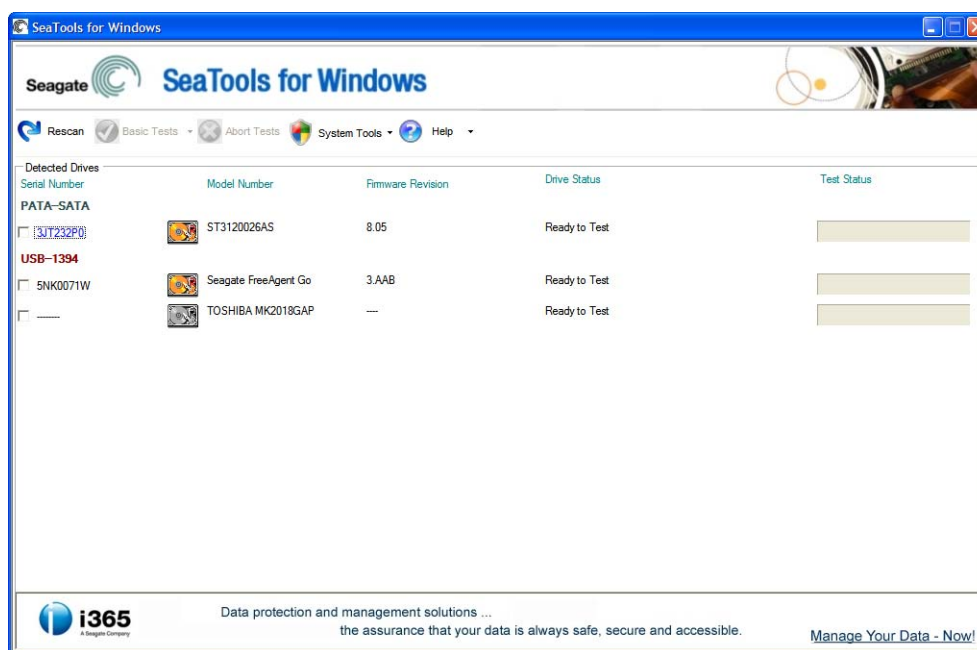 SeaTools for Windows
Seagate SeaTools for Windows
Rescan Basic Tests Abort Tests System Tools Help
Detected Drives
Serial Number Model Number Firmware Revision Drive Status Test Status
PATA-SATA
3JT232P0 ST3120026AS 8.05 Ready to Test
USB-1394
5NK0071W Seagate FreeAgent Go 3.AAB Ready to Test
------- TOSHIBA MK2018GAP ---- Ready to Test
i365 Data protection and management solutions ...
A Seagate Company the assurance that your data is always safe, secure and accessible.
Manage Your Data - Now!